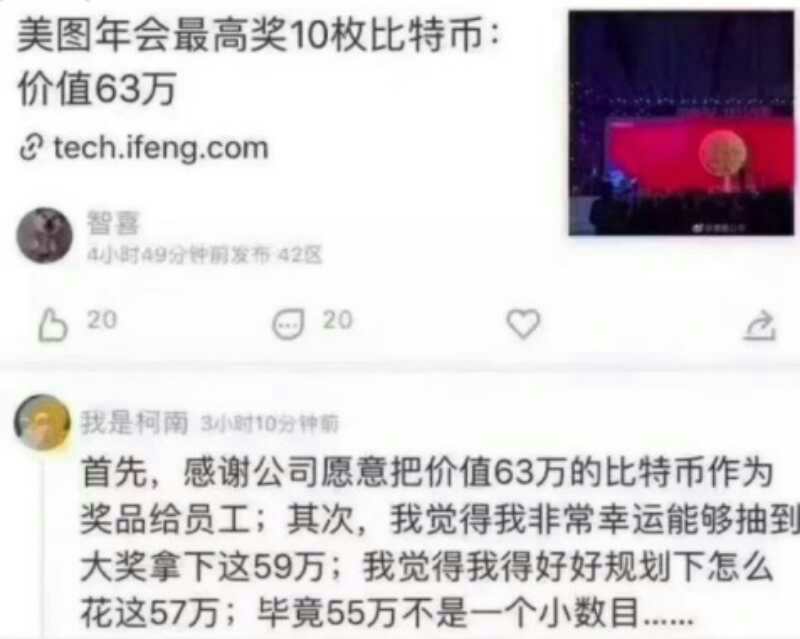 美图年会最高奖10枚比特币：
价值63万
tech.ifeng.com
智喜
4小时49分钟前发布 42区
20
20
我是柯南 3小时10分钟前
首先，感谢公司愿意把价值63万的比特币作为
奖品给员工；其次，我觉得我非常幸运能够抽到
大奖拿下这59万；我觉得我得好好规划下怎么
花这57万；毕竟55万不是一个小数目……